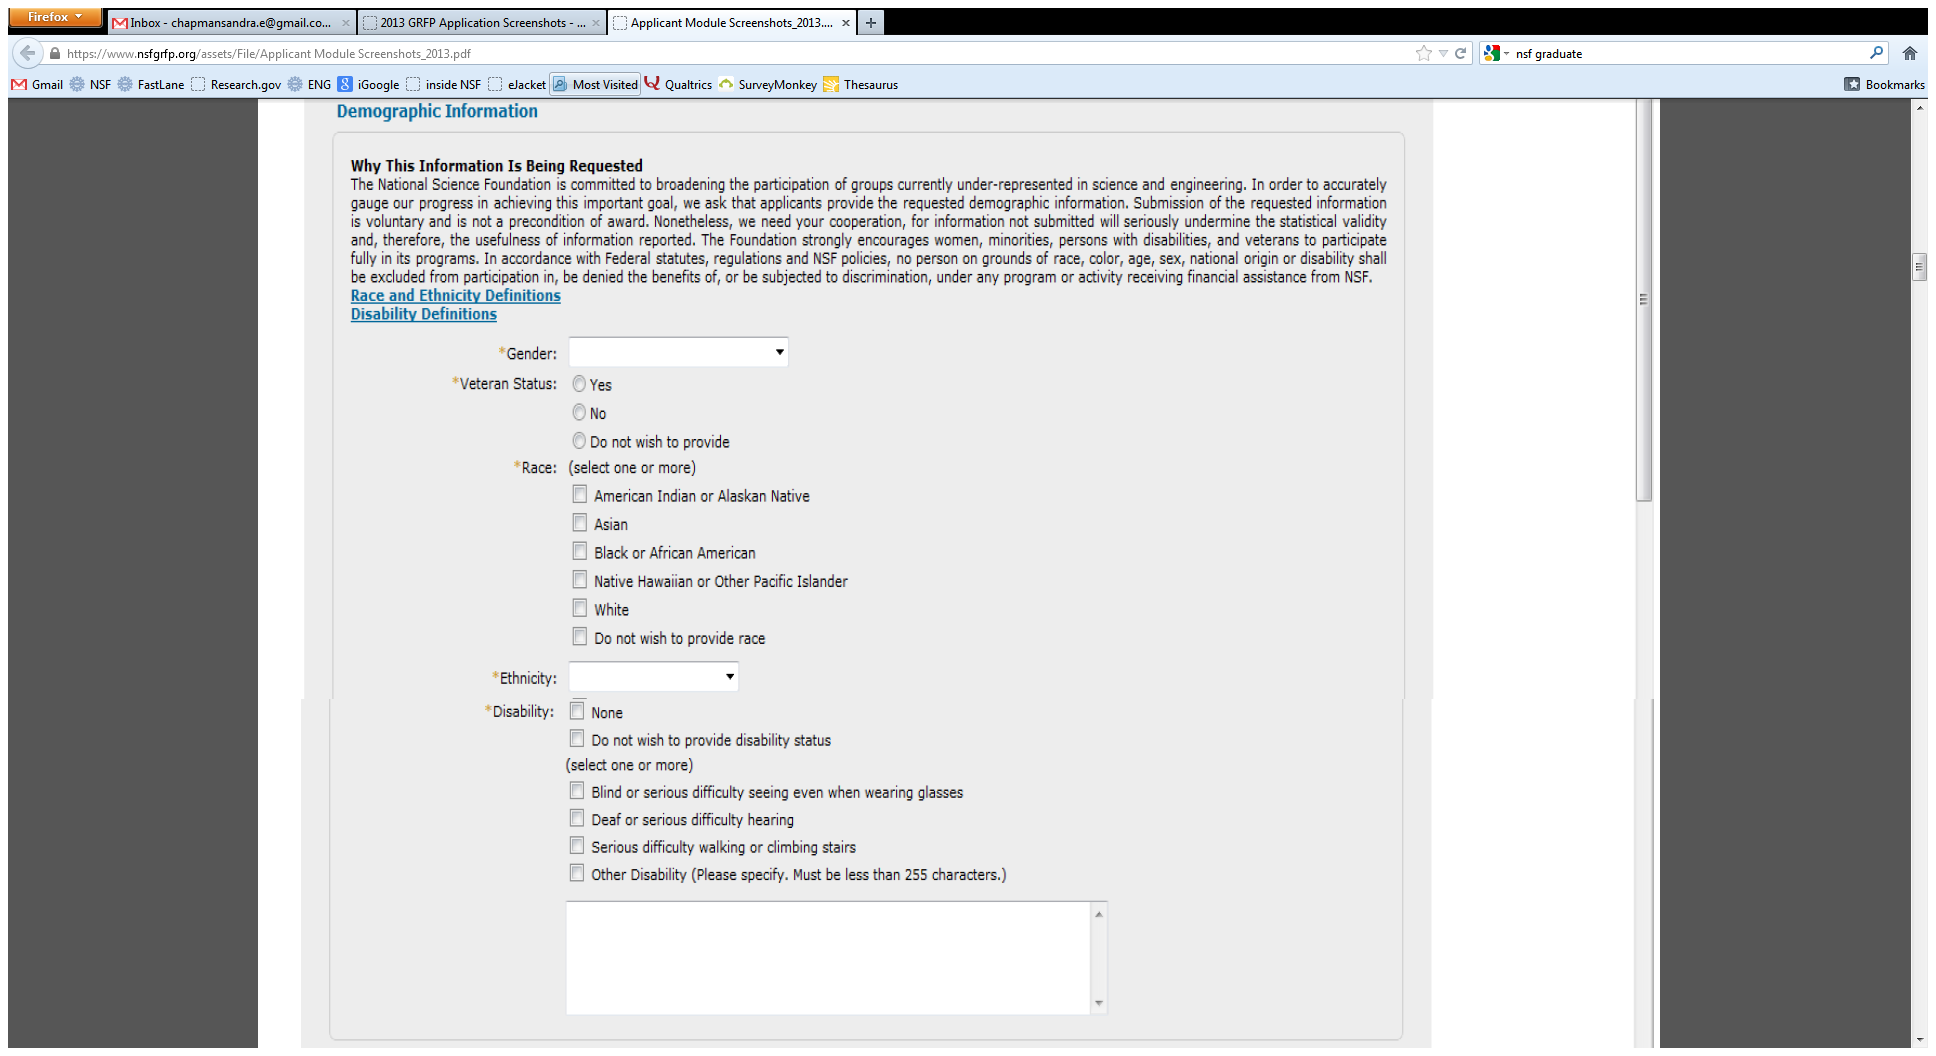 Firefox
Inbox - chapmansandra.e@gmail.co...
2013 GRFP Application Screenshots - ...
Applicant Module Screenshots_2013....
https://www.nsfgrfp.org/assets/File/Applicant Module Screenshots_2013.pdf
nsf graduate
Gmail NSF FastLane Research.gov ENG iGoogle inside NSF eJacket Most Visited Qualtrics SurveyMonkey Thesaurus Bookmarks
Demographic Information
Why This Information Is Being Requested
The National Science Foundation is committed to broadening the participation of groups currently under-represented in science and engineering. In order to accurately
gauge our progress in achieving this important goal, we ask that applicants provide the requested demographic information. Submission of the requested information
is voluntary and is not a precondition of award. Nonetheless, we need your cooperation, for information not submitted will seriously undermine the statistical validity
and, therefore, the usefulness of information reported. The Foundation strongly encourages women, minorities, persons with disabilities, and veterans to participate
fully in its programs. In accordance with Federal statutes, regulations and NSF policies, no person on grounds of race, color, age, sex, national origin or disability shall
be excluded from participation in, be denied the benefits of, or be subjected to discrimination, under any program or activity receiving financial assistance from NSF.
Race and Ethnicity Definitions
Disability Definitions
*Gender:
*Veteran Status: Yes
No
Do not wish to provide
*Race: (select one or more)
American Indian or Alaskan Native
Asian
Black or African American
Native Hawaiian or Other Pacific Islander
White
Do not wish to provide race
*Ethnicity:
*Disability: None
Do not wish to provide disability status
(select one or more)
Blind or serious difficulty seeing even when wearing glasses
Deaf or serious difficulty hearing
Serious difficulty walking or climbing stairs
Other Disability (Please specify. Must be less than 255 characters.)